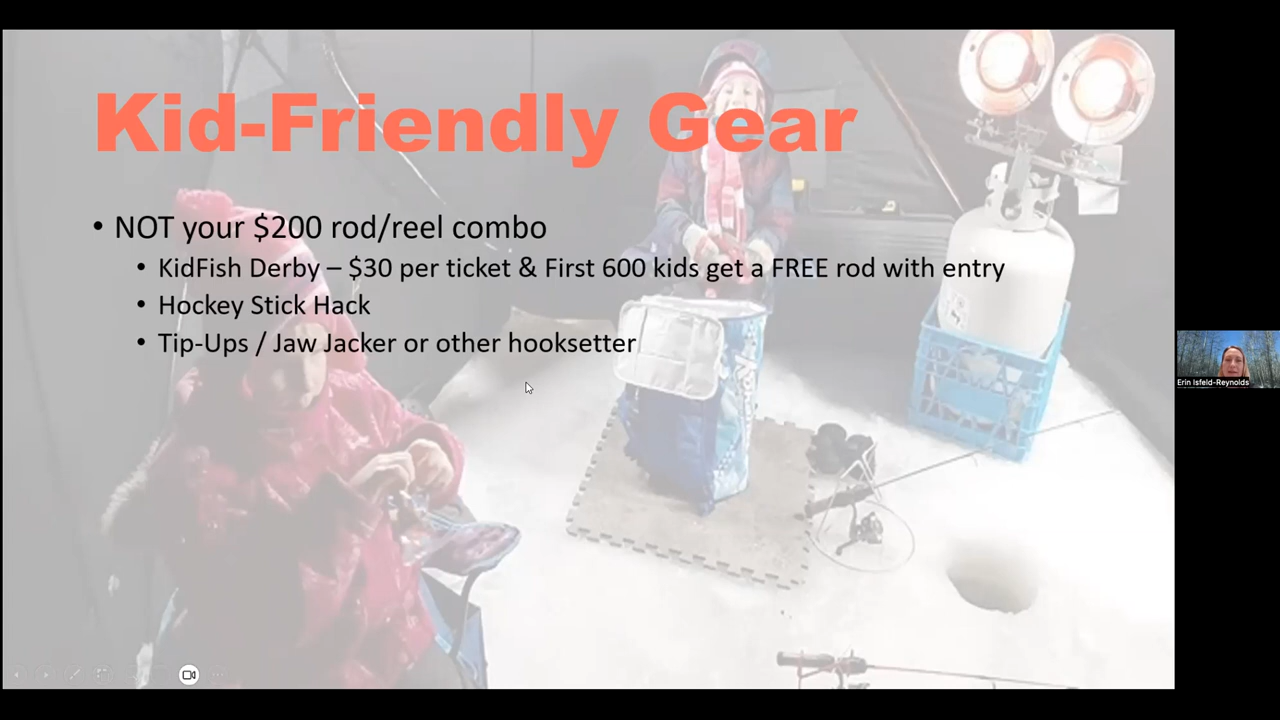 Kid-Friendly Gear
• NOT your $200 rod/reel combo
• KidFish Derby – $30 per ticket & First 600 kids get a FREE rod with entry
• Hockey Stick Hack
• Tip-Ups / Jaw Jacker or other hooksetter
Erin Isfeld-Reynolds